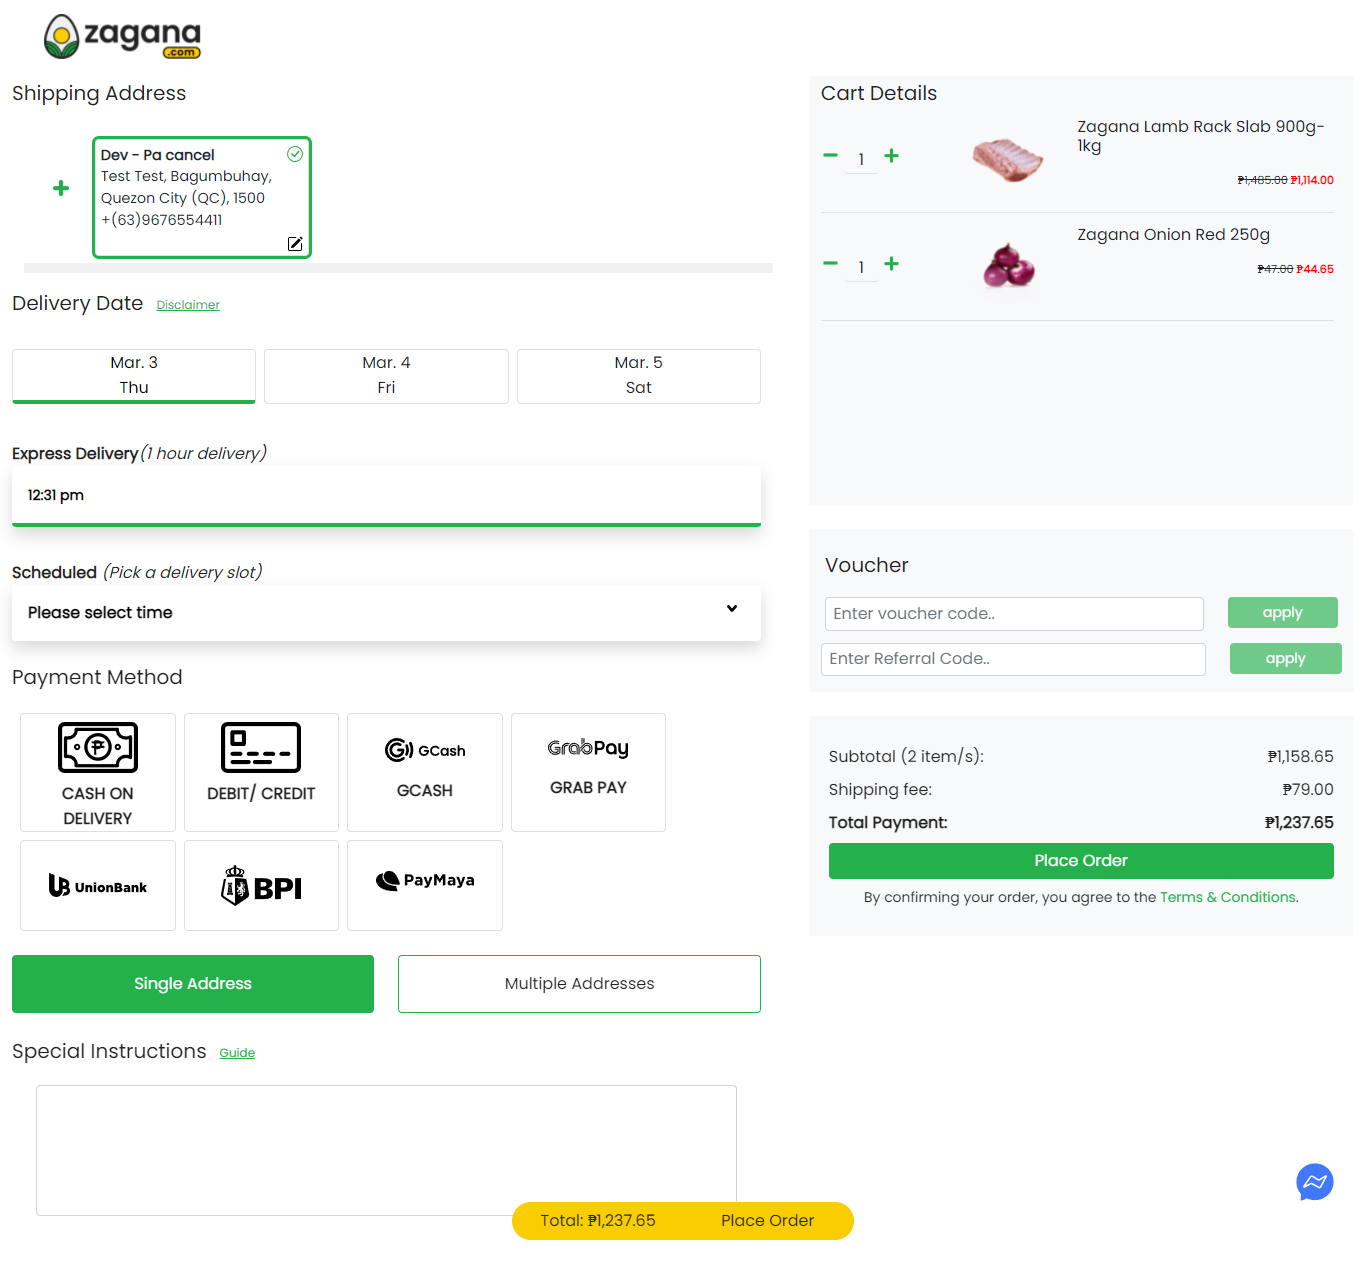 zagana
.com
Shipping Address
Dev - Pa cancel
Test Test, Bagumbuhay,
Quezon City (QC), 1500
+(63)9676554411
Delivery Date Disclaimer
Mar. 3
Thu
Mar. 4
Fri
Mar. 5
Sat
Express Delivery(1 hour delivery)
12:31 pm
Scheduled (Pick a delivery slot)
Please select time
Payment Method
CASH ON
DELIVERY
DEBIT/ CREDIT
GCash
GCASH
GrabPay
GRAB PAY
UnionBank
BPI
PayMaya
Single Address
Multiple Addresses
Special Instructions Guide
Cart Details
1
Zagana Lamb Rack Slab 900g-
1kg
₱1,485.00 ₱1,114.00
1
Zagana Onion Red 250g
₱47.00 ₱44.65
Voucher
Enter voucher code..
apply
Enter Referral Code..
apply
Subtotal (2 item/s): ₱1,158.65
Shipping fee: ₱79.00
Total Payment: ₱1,237.65
Place Order
By confirming your order, you agree to the Terms & Conditions.
Total: ₱1,237.65 Place Order